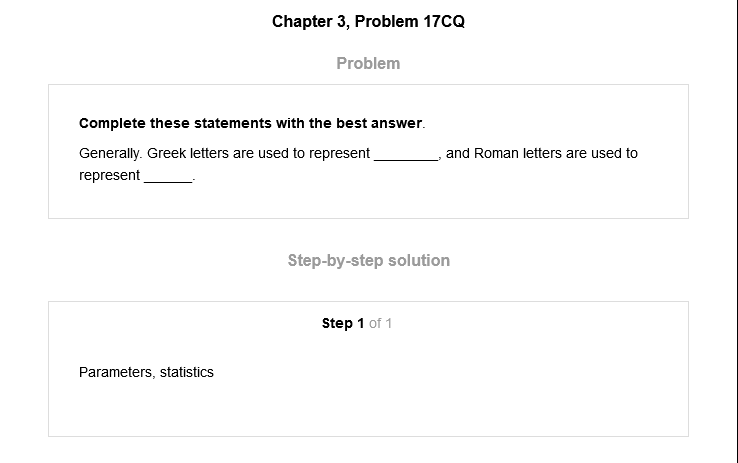 Chapter 3, Problem 17CQ
Problem
Complete these statements with the best answer.
Generally. Greek letters are used to represent ________, and Roman letters are used to
represent ______.
Step-by-step solution
Step 1 of 1
Parameters, statistics